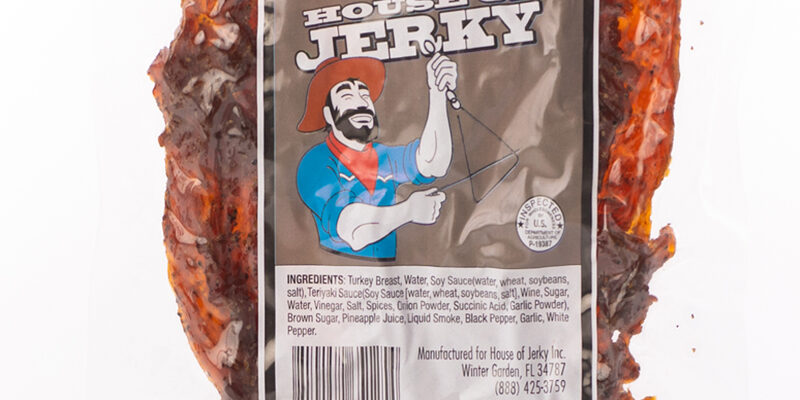 HOUSE OF
JERKY
INSPECTED
BY
U.S.
DEPARTMENT OF
AGRICULTURE
P-19387
INGREDIENTS: Turkey Breast, Water, Soy Sauce(water, wheat, soybeans,
salt), Teriyaki Sauce(Soy Sauce [water, wheat, soybeans, salt], Wine, Sugar,
Water, Vinegar, Salt, Spices, Onion Powder, Succinic Acid, Garlic Powder),
Brown Sugar, Pineapple Juice, Liquid Smoke, Black Pepper, Garlic, White
Pepper.
Manufactured for House of Jerky Inc.
Winter Garden, FL 34787
(888) 425-3759